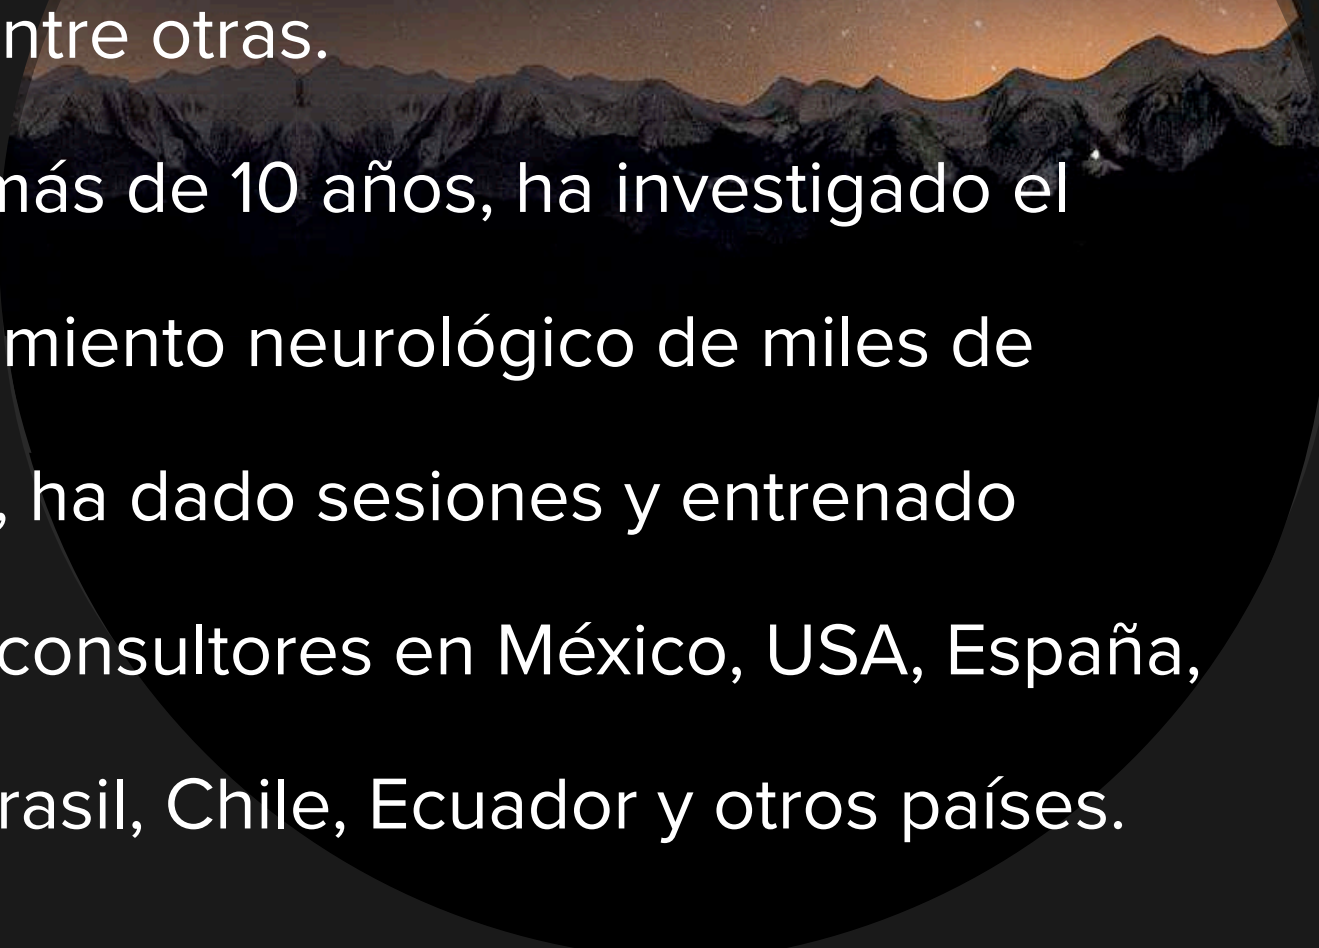 ntre otras.
más de 10 años, ha investigado el
miento neurológico de miles de
, ha dado sesiones y entrenado
consultores en México, USA, España,
rasil, Chile, Ecuador y otros países.